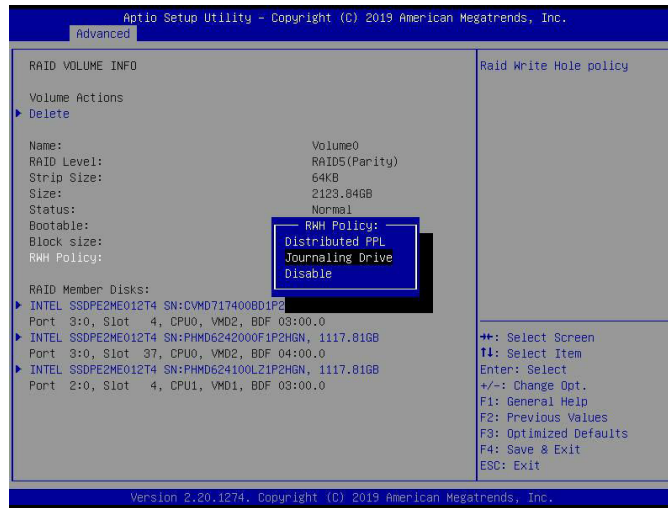 Aptio Setup Utility – Copyright (C) 2019 American Megatrends, Inc.
Advanced
RAID VOLUME INFO
Raid Write Hole policy
Volume Actions
Delete
Name: Volume0
RAID Level: RAID5(Parity)
Strip Size: 64KB
Size: 2123.84GB
Status: Normal
Bootable:
Block size:
RWH Policy:
RWH Policy:
Distributed PPL
Journaling Drive
Disable
RAID Member Disks:
INTEL SSDPE2ME012T4 SN:CVMD717400BD1P2
Port 3:0, Slot 4, CPU0, VMD2, BDF 03:00.0
INTEL SSDPE2ME012T4 SN:PHMD6242000F1P2HGN, 1117.81GB
Port 3:0, Slot 37, CPU0, VMD2, BDF 04:00.0
INTEL SSDPE2ME012T4 SN:PHMD624100LZ1P2HGN, 1117.81GB
Port 2:0, Slot 4, CPU1, VMD1, BDF 03:00.0
→←: Select Screen
↑↓: Select Item
Enter: Select
+/-: Change Opt.
F1: General Help
F2: Previous Values
F3: Optimized Defaults
F4: Save & Exit
ESC: Exit
Version 2.20.1274. Copyright (C) 2019 American Megatrends, Inc.